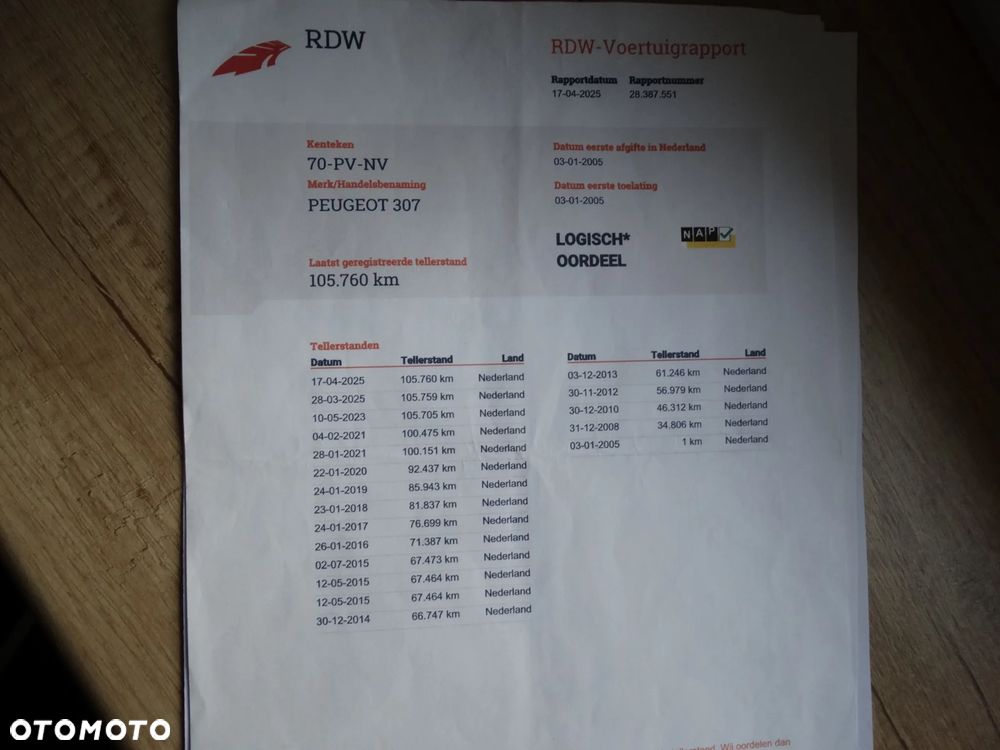 RDW
RDW-Voertuigrapport
Rapportdatum Rapportnummer
17-04-2025 28.387.551
Kenteken
70-PV-NV
Merk/Handelsbenaming
PEUGEOT 307
Laatst geregistreerde tellerstand
105.760 km
Datum eerste afgifte in Nederland
03-01-2005
Datum eerste toelating
03-01-2005
LOGISCH*
OORDEEL
NAP
Tellerstanden
Datum Tellerstand Land
17-04-2025 105.760 km Nederland
28-03-2025 105.759 km Nederland
10-05-2023 105.705 km Nederland
04-02-2021 100.475 km Nederland
28-01-2021 100.151 km Nederland
22-01-2020 92.437 km Nederland
24-01-2019 85.943 km Nederland
23-01-2018 81.837 km Nederland
24-01-2017 76.699 km Nederland
26-01-2016 71.387 km Nederland
02-07-2015 67.473 km Nederland
12-05-2015 67.464 km Nederland
12-05-2015 67.464 km Nederland
30-12-2014 66.747 km Nederland
Datum Tellerstand Land
03-12-2013 61.246 km Nederland
30-11-2012 56.979 km Nederland
30-12-2010 46.312 km Nederland
31-12-2008 34.806 km Nederland
03-01-2005 1 km Nederland
Wij oordelen dan
OTOMOTO